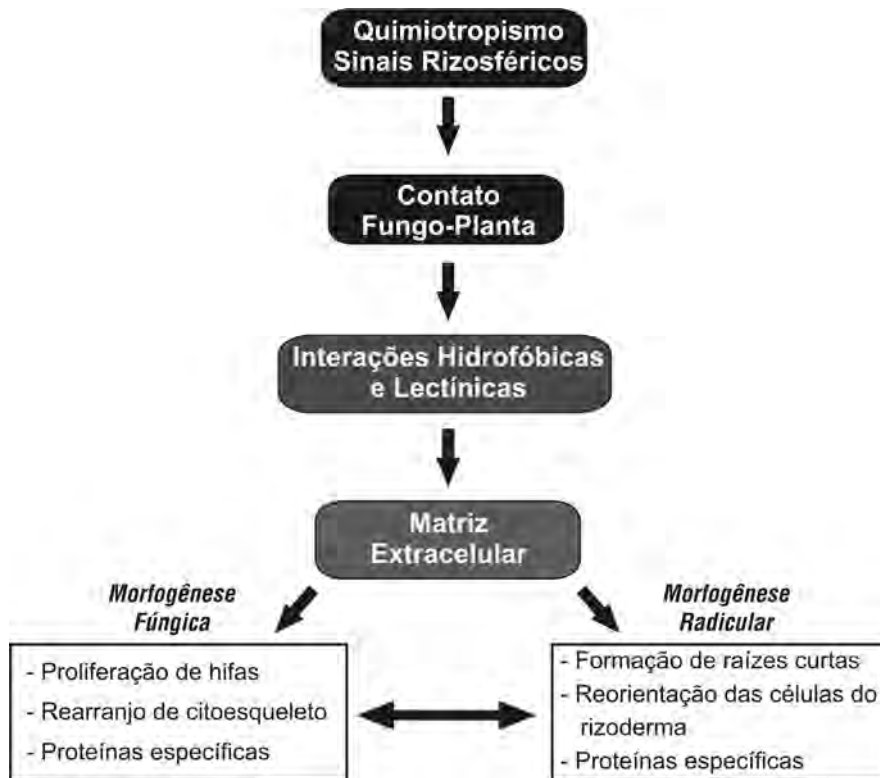 Quimiotropismo
Sinais Rizosféricos
Contato
Fungo-Planta
Interações Hidrofóbicas
e Lectínicas
Matriz
Extracelular
Morfogênese
Fúngica
- Proliferação de hifas
- Rearranjo de citoesqueleto
- Proteínas específicas
Morfogênese
Radicular
- Formação de raízes curtas
- Reorientação das células do
rizoderma
- Proteínas específicas